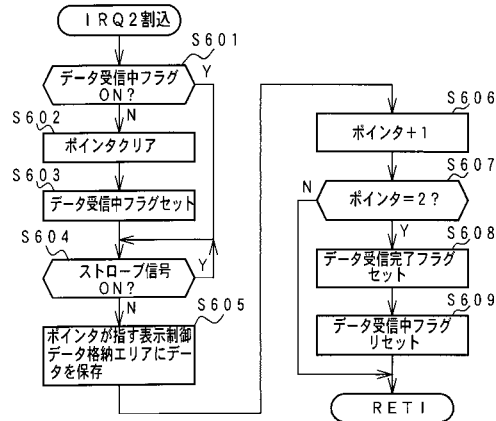 IRQ2割込
S601
データ受信中フラグ
ON?
Y
N
S602
ポインタクリア
S603
データ受信中フラグセット
S604
ストローブ信号
ON?
Y
N
S605
ポインタが指す表示制御
データ格納エリアにデー
タを保存
S606
ポインタ+1
S607
ポインタ=2?
N
Y
S608
データ受信完了フラグ
セット
S609
データ受信中フラグ
リセット
RETI